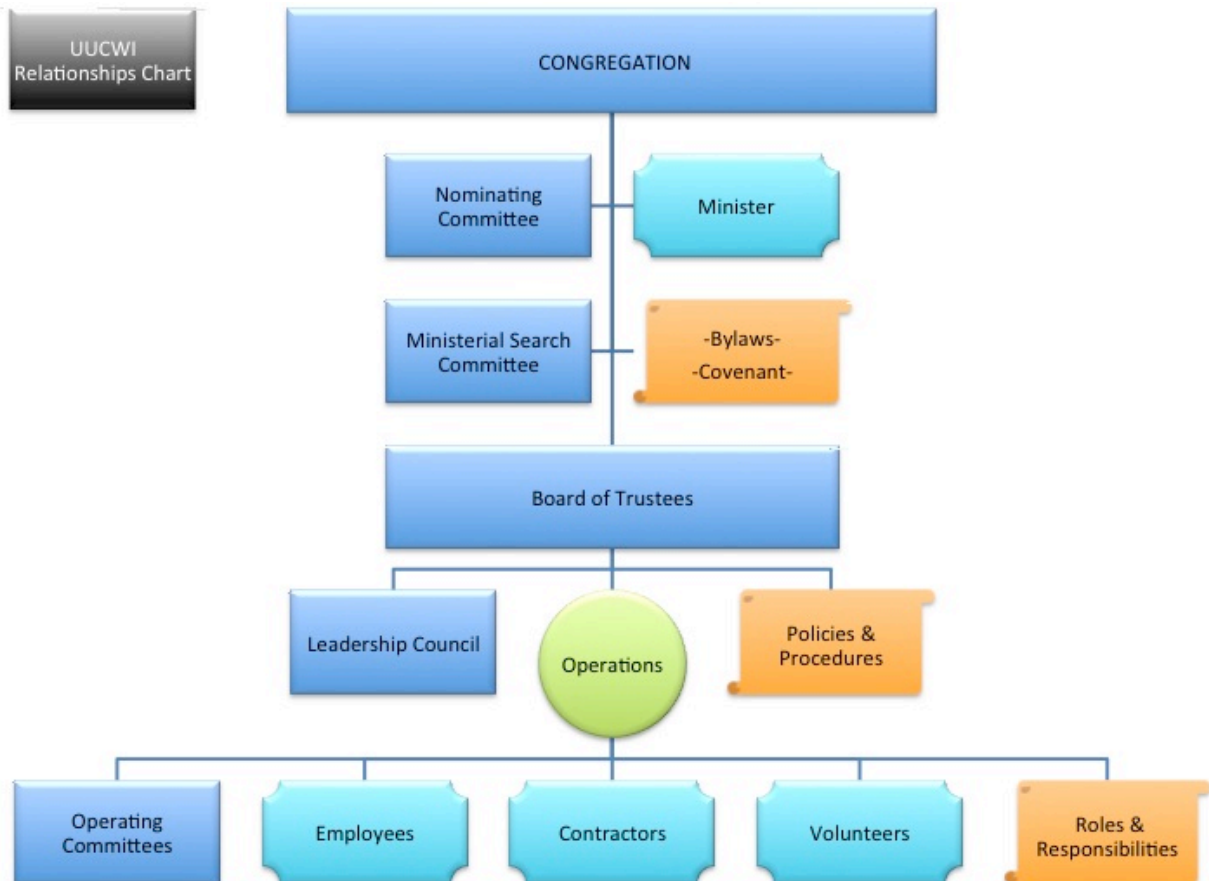 UUCWI
Relationships Chart
CONGREGATION
Nominating
Committee
Minister
Ministerial Search
Committee
-Bylaws-
-Covenant-
Board of Trustees
Leadership Council
Operations
Policies &
Procedures
Operating
Committees
Employees
Contractors
Volunteers
Roles &
Responsibilities